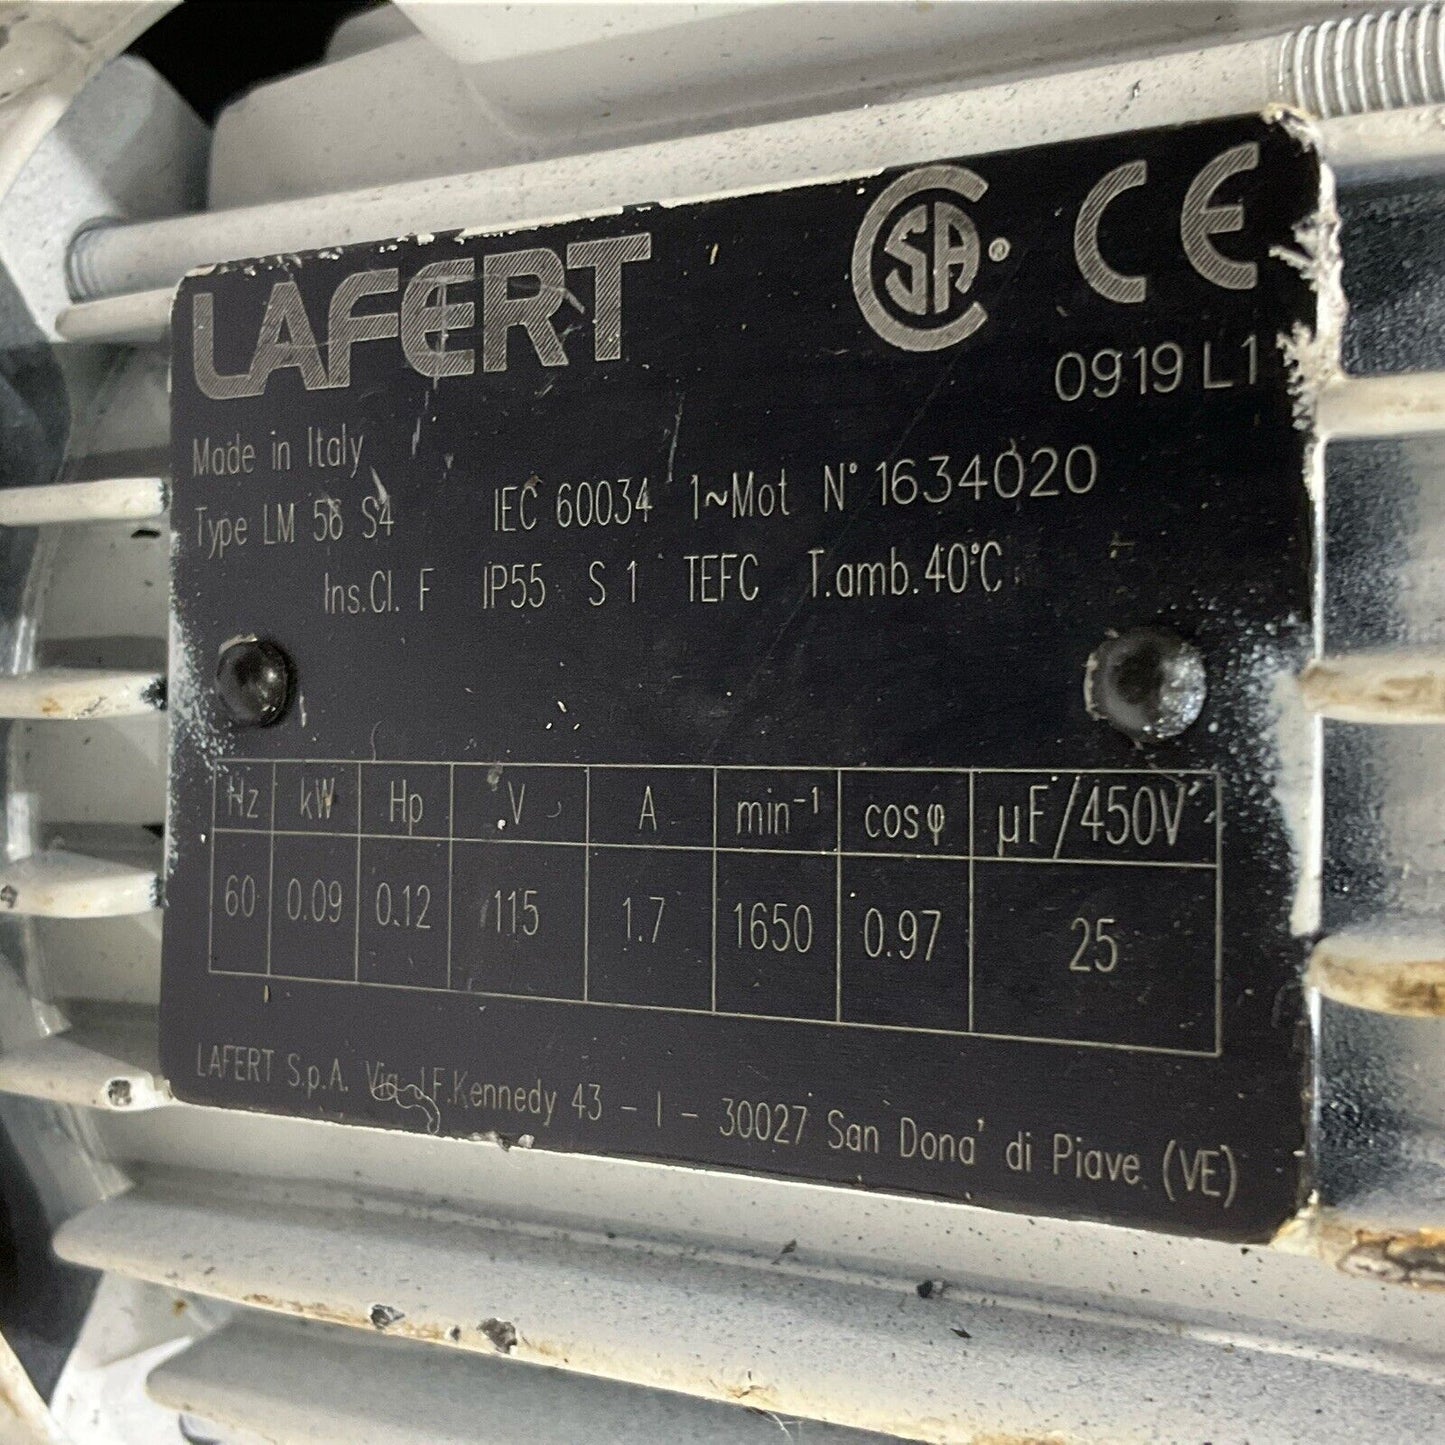 LAFERT
CSA ® CE
0919 L1
Made in Italy
Type LM 56 S4 IEC 60034 1~Mot N° 1634020
Ins.Cl. F IP55 S 1 TEFC T.amb.40°C
Hz kW Hp V A min⁻¹ cosφ µF/450V
60 0.09 0.12 115 1.7 1650 0.97 25
LAFERT S.p.A. Via J.F.Kennedy 43 - I - 30027 San Dona' di Piave (VE)